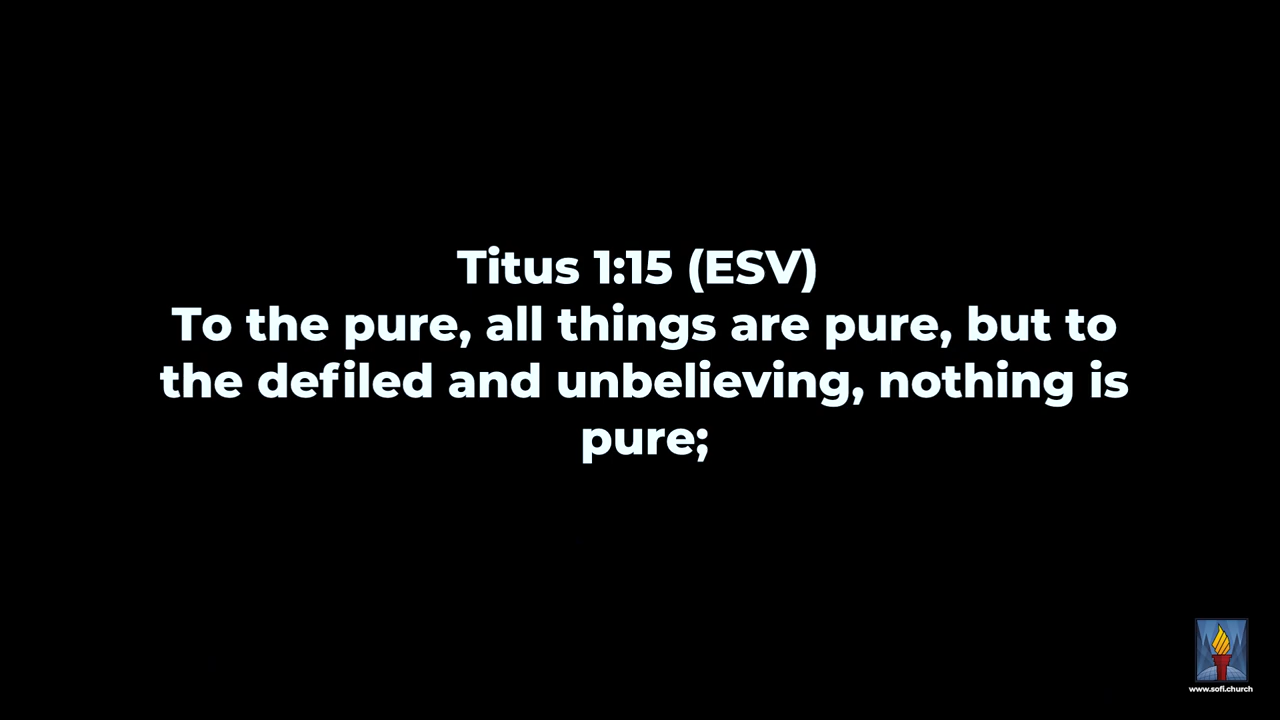 Titus 1:15 (ESV)
To the pure, all things are pure, but to
the defiled and unbelieving, nothing is
pure;
www.sofi.church